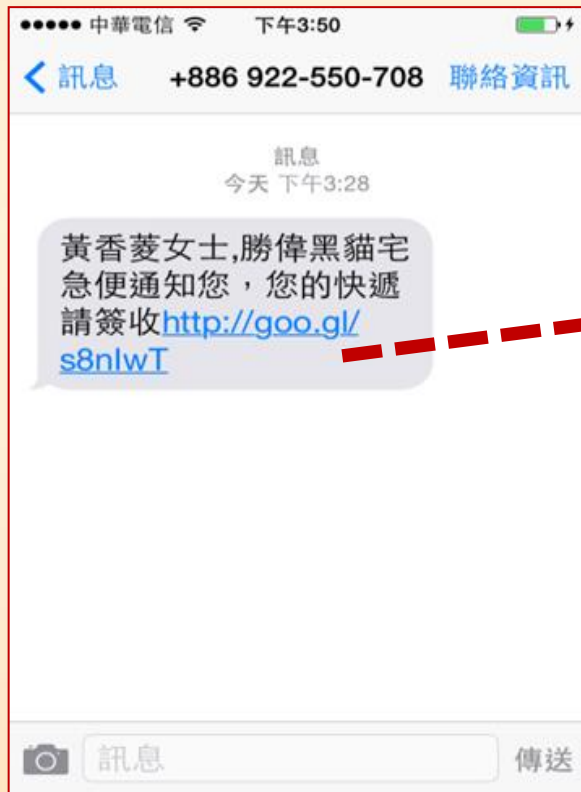 中華電信 下午3:50
訊息 +886 922-550-708 聯絡資訊
訊息
今天 下午3:28
黃香菱女士,勝偉黑貓宅
急便通知您，您的快遞
請簽收http://goo.gl/
s8nIwT
訊息 傳送